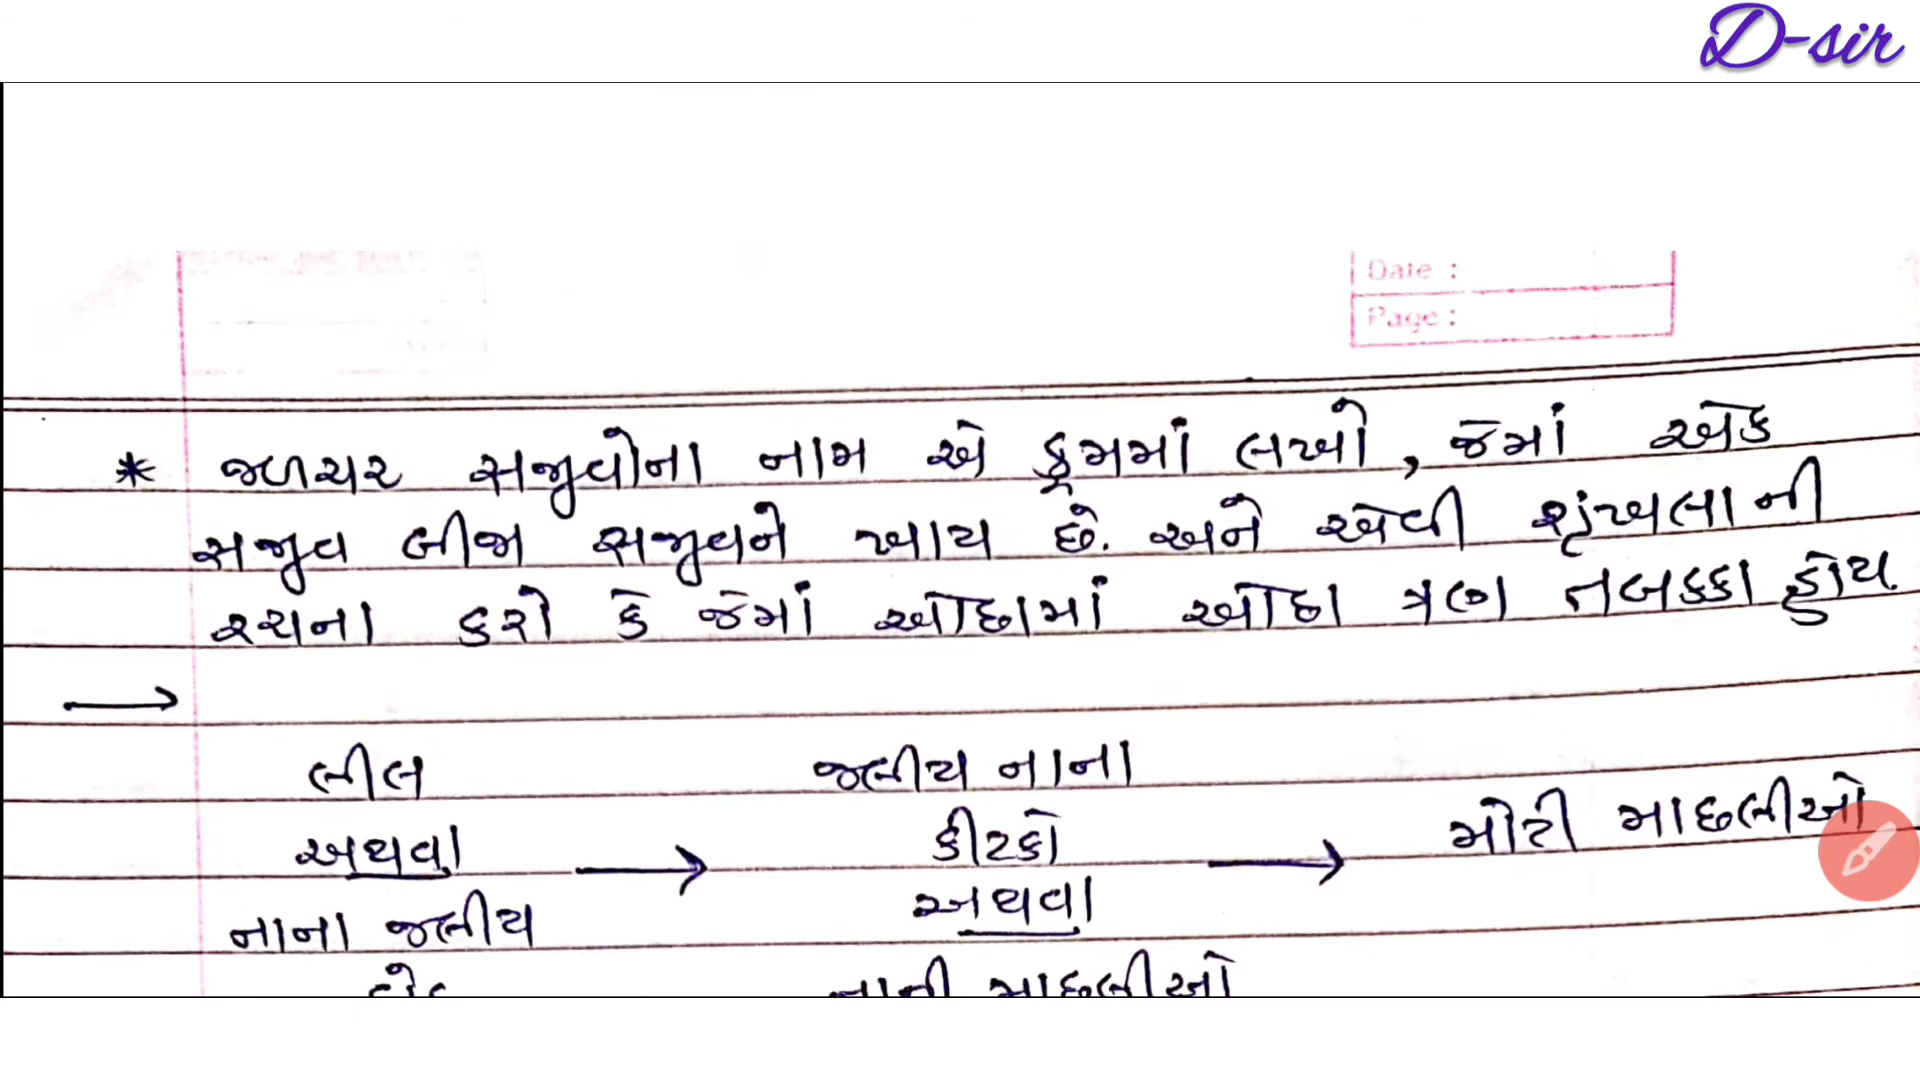 D-sir
Date :
Page :
* જળચર સજીવોના નામ એ ક્રમમાં લખો, જેમાં એક
સજીવ બીજા સજીવને ખાય છે. અને એવી શૃંખલાની
રચના કરો કે જેમાં ઓછામાં ઓછા ત્રણ તબક્કા હોય.
→
લીલ જલીય નાના
અથવા → કીટકો → મોટી માછલીઓ
નાના જલીય અથવા
નાની માછલીઓ